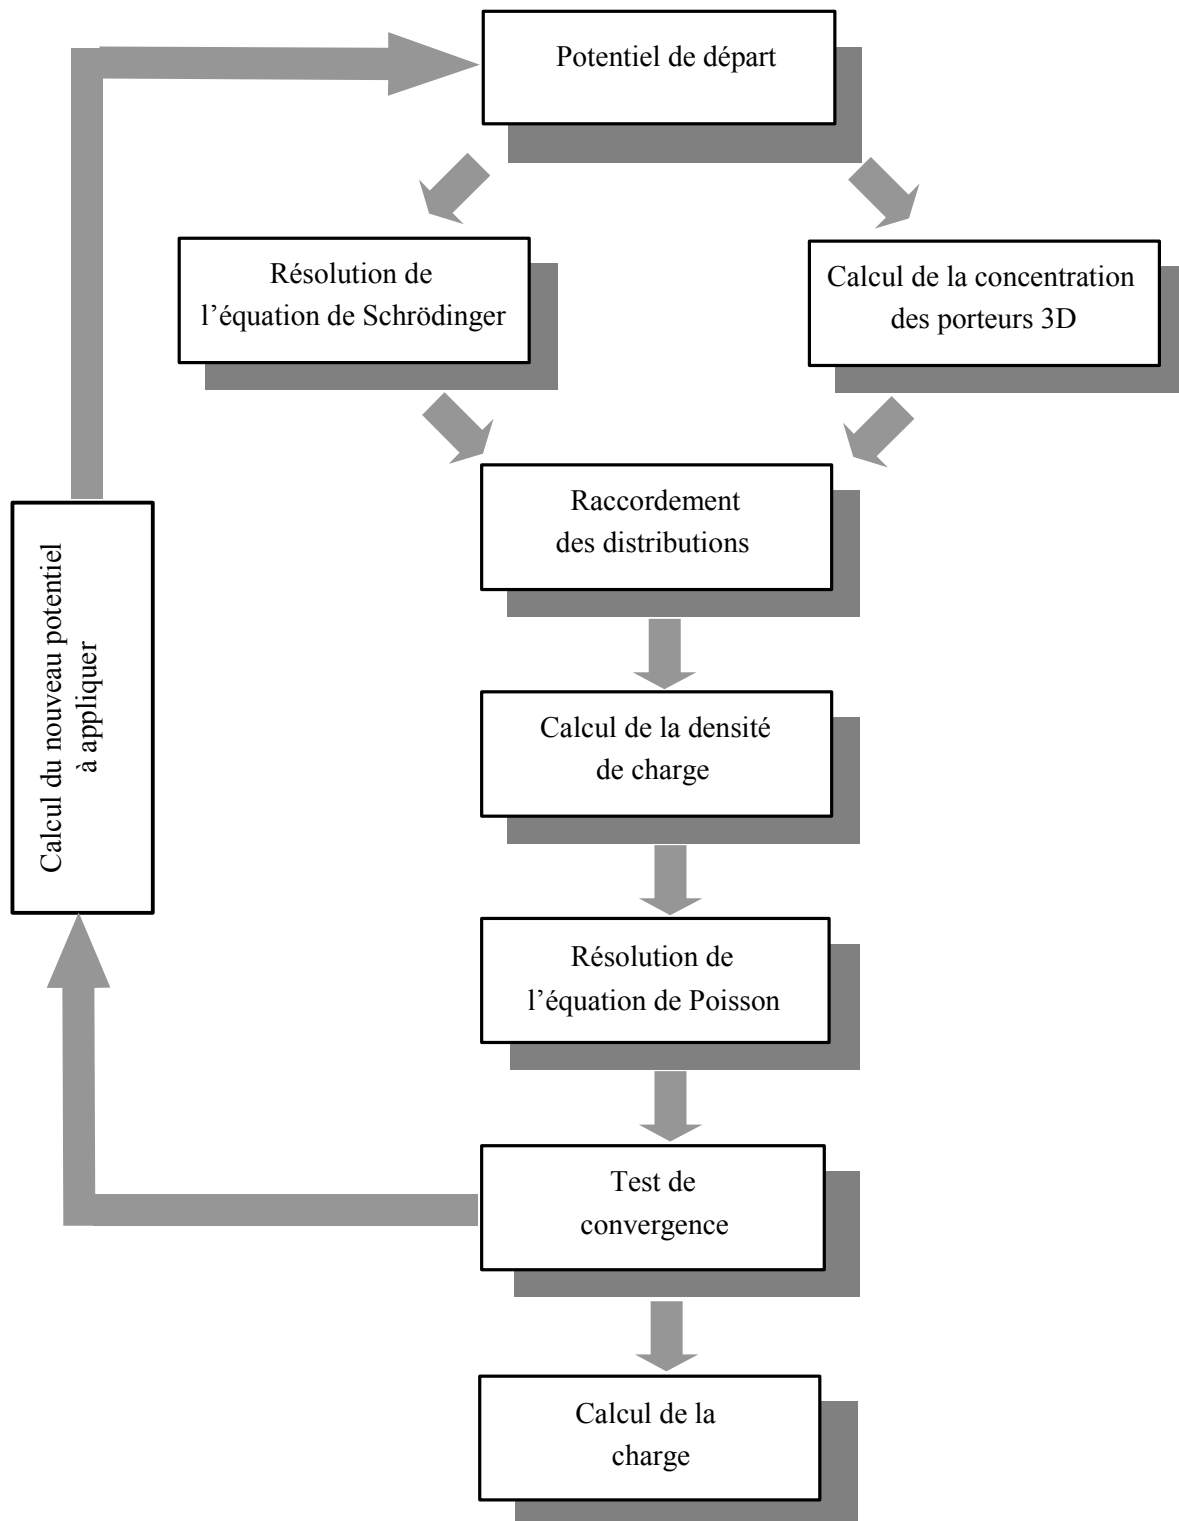 Potentiel de départ
Résolution de
l’équation de Schrödinger
Calcul de la concentration
des porteurs 3D
Raccordement
des distributions
Calcul du nouveau potentiel
à appliquer
Calcul de la densité
de charge
Résolution de
l’équation de Poisson
Test de
convergence
Calcul de la
charge